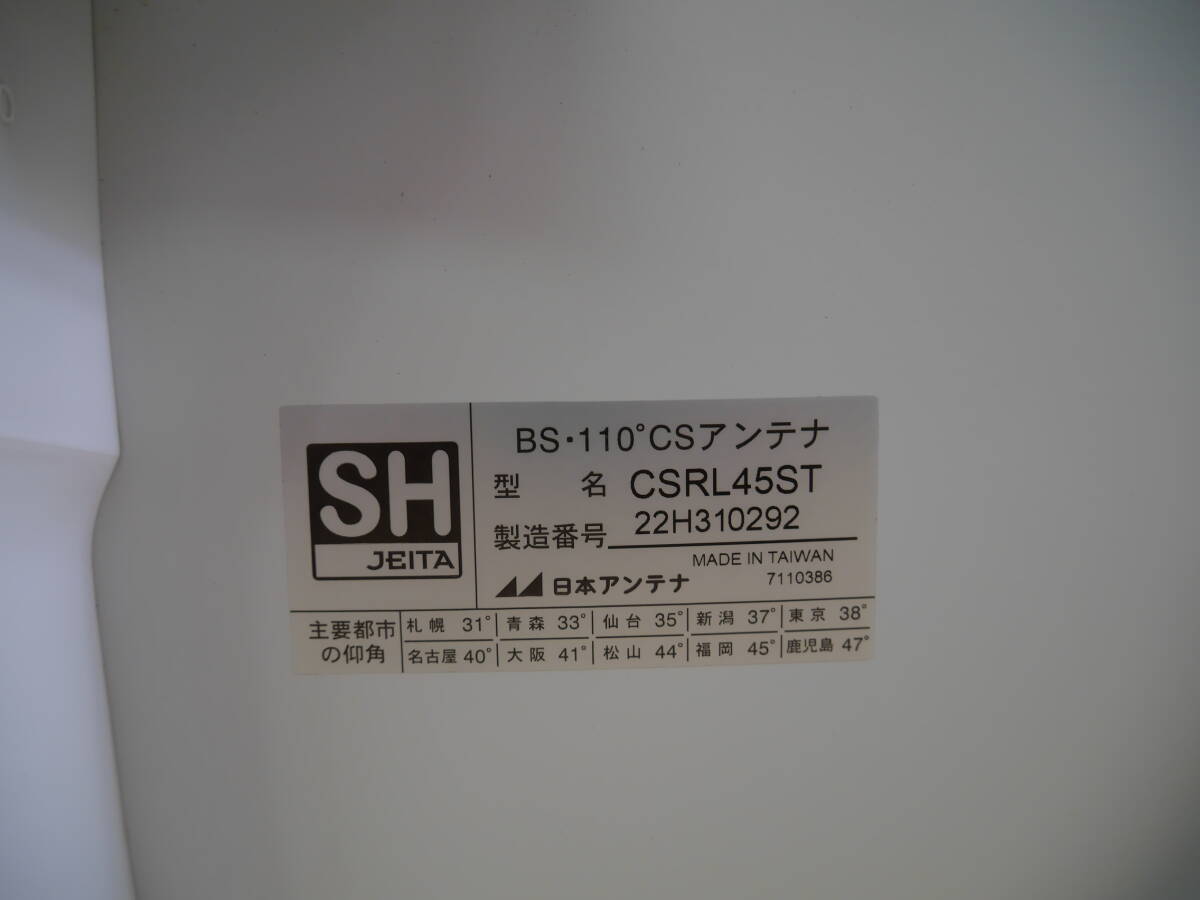 SH
JEITA
BS・110°CSアンテナ
型 名 CSRL45ST
製造番号 22H310292
MADE IN TAIWAN
日本アンテナ 7110386
主要都市の仰角
札幌 31° 青森 33° 仙台 35° 新潟 37° 東京 38°
名古屋 40° 大阪 41° 松山 44° 福岡 45° 鹿児島 47°